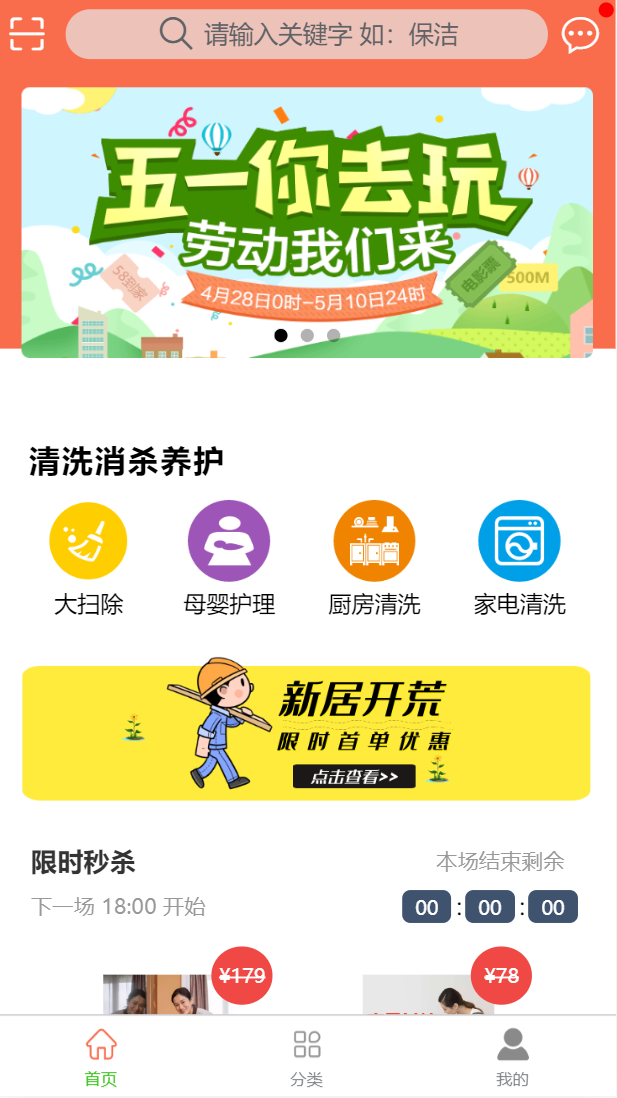 请输入关键字 如：保洁
五一你去玩
劳动我们来
58到家
电影票
500M
4月28日0时-5月10日24时
清洗消杀养护
大扫除
母婴护理
厨房清洗
家电清洗
新居开荒
限时首单优惠
点击查看>>
限时秒杀
本场结束剩余
下一场 18:00 开始
00:00:00
¥179
¥78
首页
分类
我的